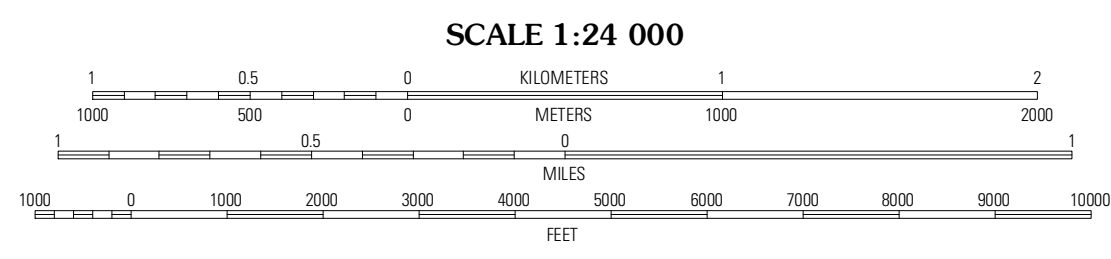 SCALE 1:24 000
1 0.5 0 KILOMETERS 1 2
1000 500 0 METERS 1000 2000
1 0.5 0 1
MILES
1000 0 1000 2000 3000 4000 5000 6000 7000 8000 9000 10000
FEET